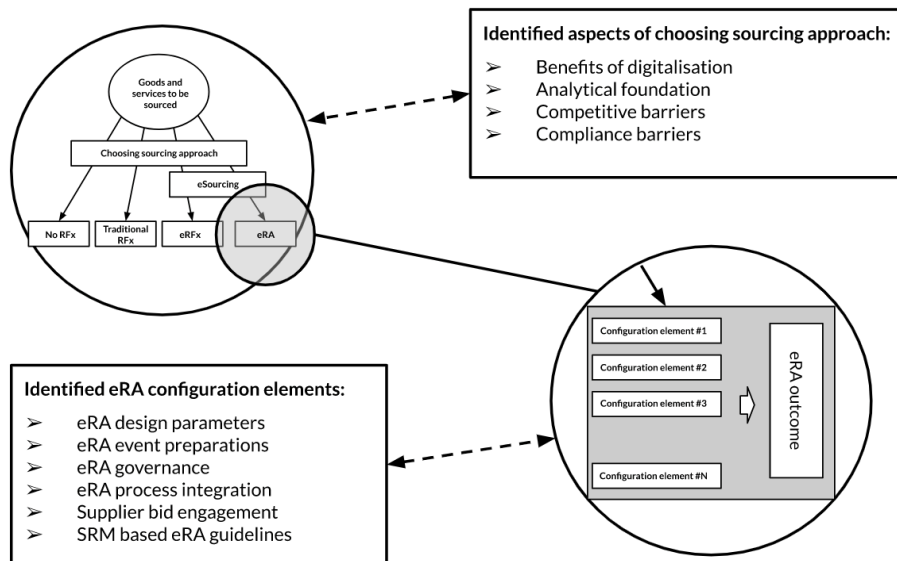 Identified aspects of choosing sourcing approach:
➢ Benefits of digitalisation
➢ Analytical foundation
➢ Competitive barriers
➢ Compliance barriers
Goods and
services to be
sourced
Choosing sourcing approach
eSourcing
No RFx
Traditional
RFx
eRFx
eRA
Configuration element #1
Configuration element #2
Configuration element #3
Configuration element #N
eRA outcome
Identified eRA configuration elements:
➢ eRA design parameters
➢ eRA event preparations
➢ eRA governance
➢ eRA process integration
➢ Supplier bid engagement
➢ SRM based eRA guidelines